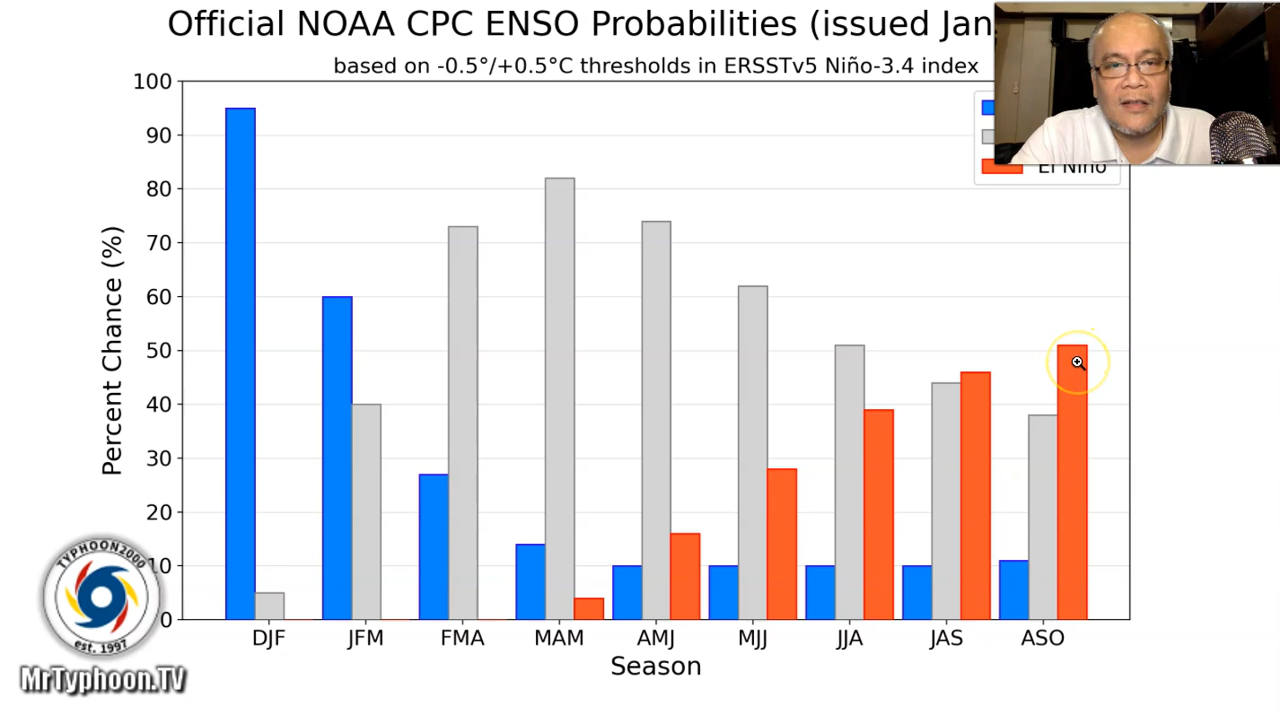 Official NOAA CPC ENSO Probabilities (issued Jan
based on -0.5°/+0.5°C thresholds in ERSSTv5 Niño-3.4 index
El Niño
Percent Chance (%)
100
90
80
70
60
50
40
30
20
10
0
DJF JFM FMA MAM AMJ MJJ JJA JAS ASO
Season
TYPHOON2000
est. 1997
MrTyphoon.TV